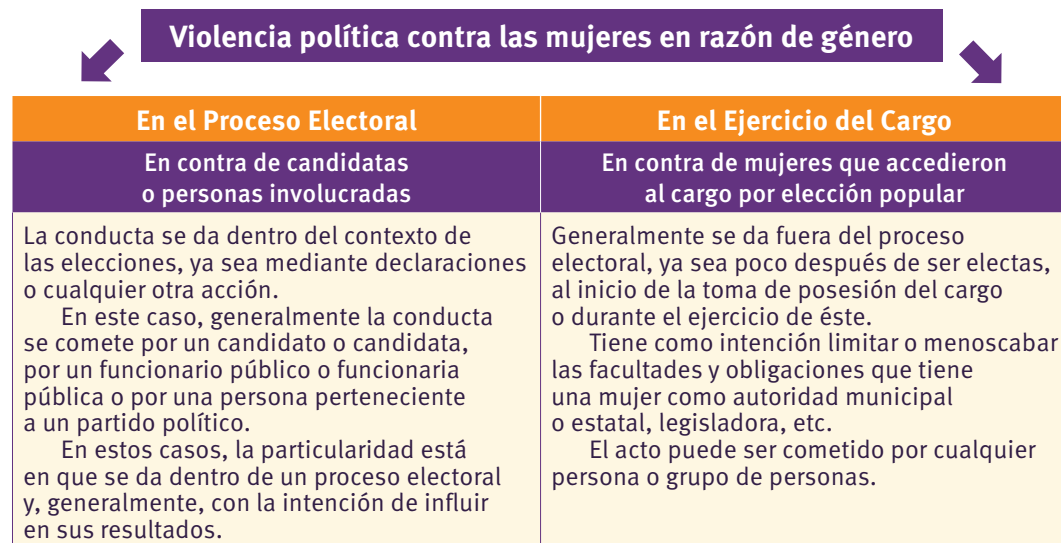 Violencia política contra las mujeres en razón de género
En el Proceso Electoral
En contra de candidatas
o personas involucradas
La conducta se da dentro del contexto de
las elecciones, ya sea mediante declaraciones
o cualquier otra acción.
En este caso, generalmente la conducta
se comete por un candidato o candidata,
por un funcionario público o funcionaria
pública o por una persona perteneciente
a un partido político.
En estos casos, la particularidad está
en que se da dentro de un proceso electoral
y, generalmente, con la intención de influir
en sus resultados.
En el Ejercicio del Cargo
En contra de mujeres que accedieron
al cargo por elección popular
Generalmente se da fuera del proceso
electoral, ya sea poco después de ser electas,
al inicio de la toma de posesión del cargo
o durante el ejercicio de éste.
Tiene como intención limitar o menoscabar
las facultades y obligaciones que tiene
una mujer como autoridad municipal
o estatal, legisladora, etc.
El acto puede ser cometido por cualquier
persona o grupo de personas.